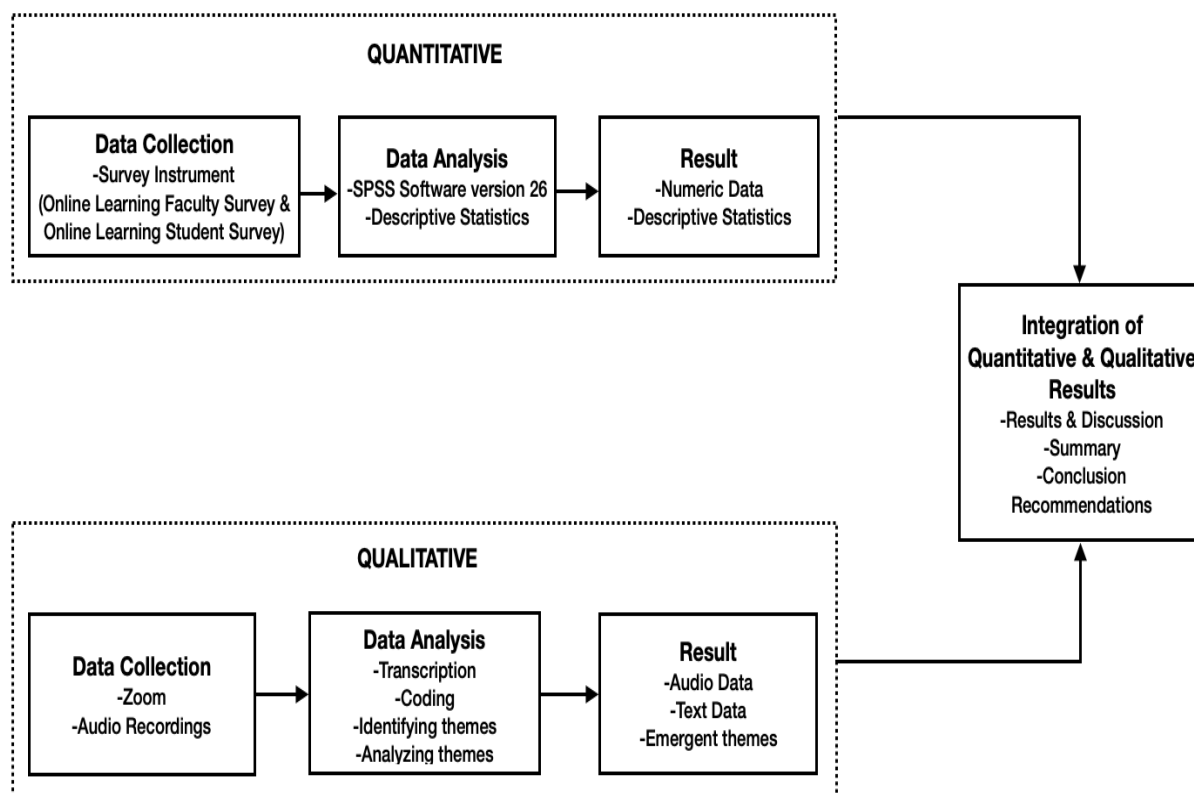 QUANTITATIVE
Data Collection
-Survey Instrument
(Online Learning Faculty Survey &
Online Learning Student Survey)
Data Analysis
-SPSS Software version 26
-Descriptive Statistics
Result
-Numeric Data
-Descriptive Statistics
Integration of
Quantitative & Qualitative
Results
-Results & Discussion
-Summary
-Conclusion
Recommendations
QUALITATIVE
Data Collection
-Zoom
-Audio Recordings
Data Analysis
-Transcription
-Coding
-Identifying themes
-Analyzing themes
Result
-Audio Data
-Text Data
-Emergent themes